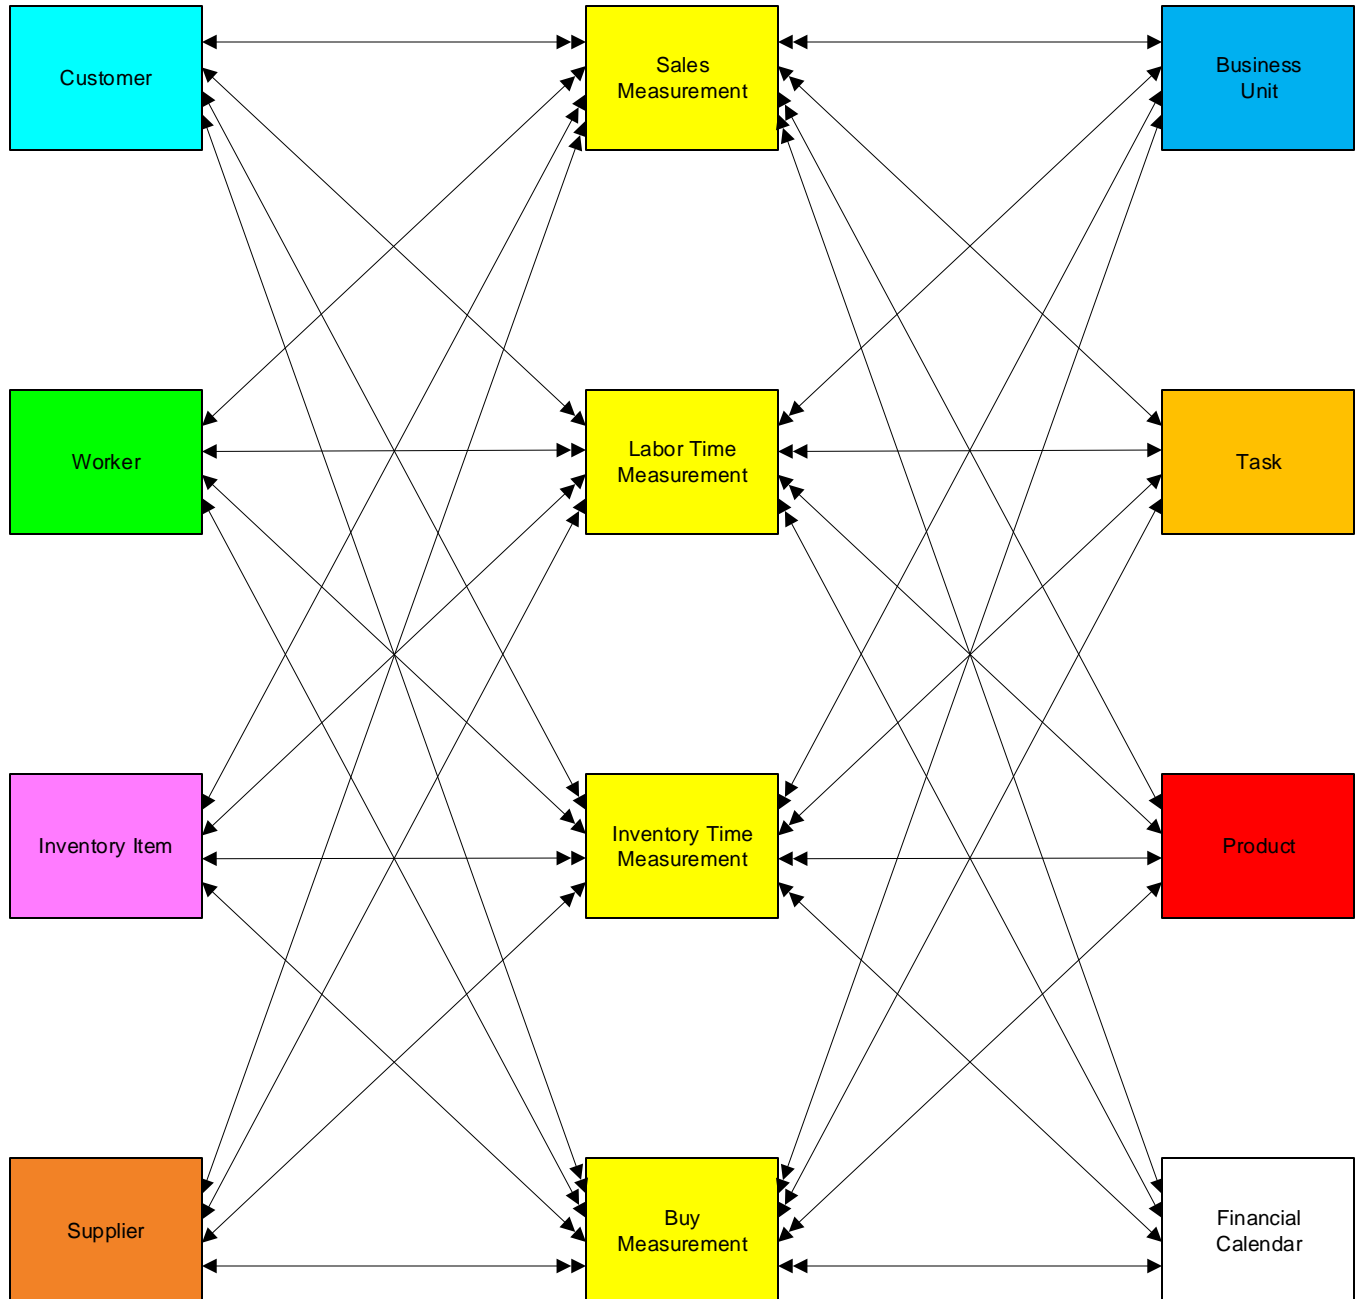 Customer
Sales
Measurement
Business
Unit
Worker
Labor Time
Measurement
Task
Inventory Item
Inventory Time
Measurement
Product
Supplier
Buy
Measurement
Financial
Calendar